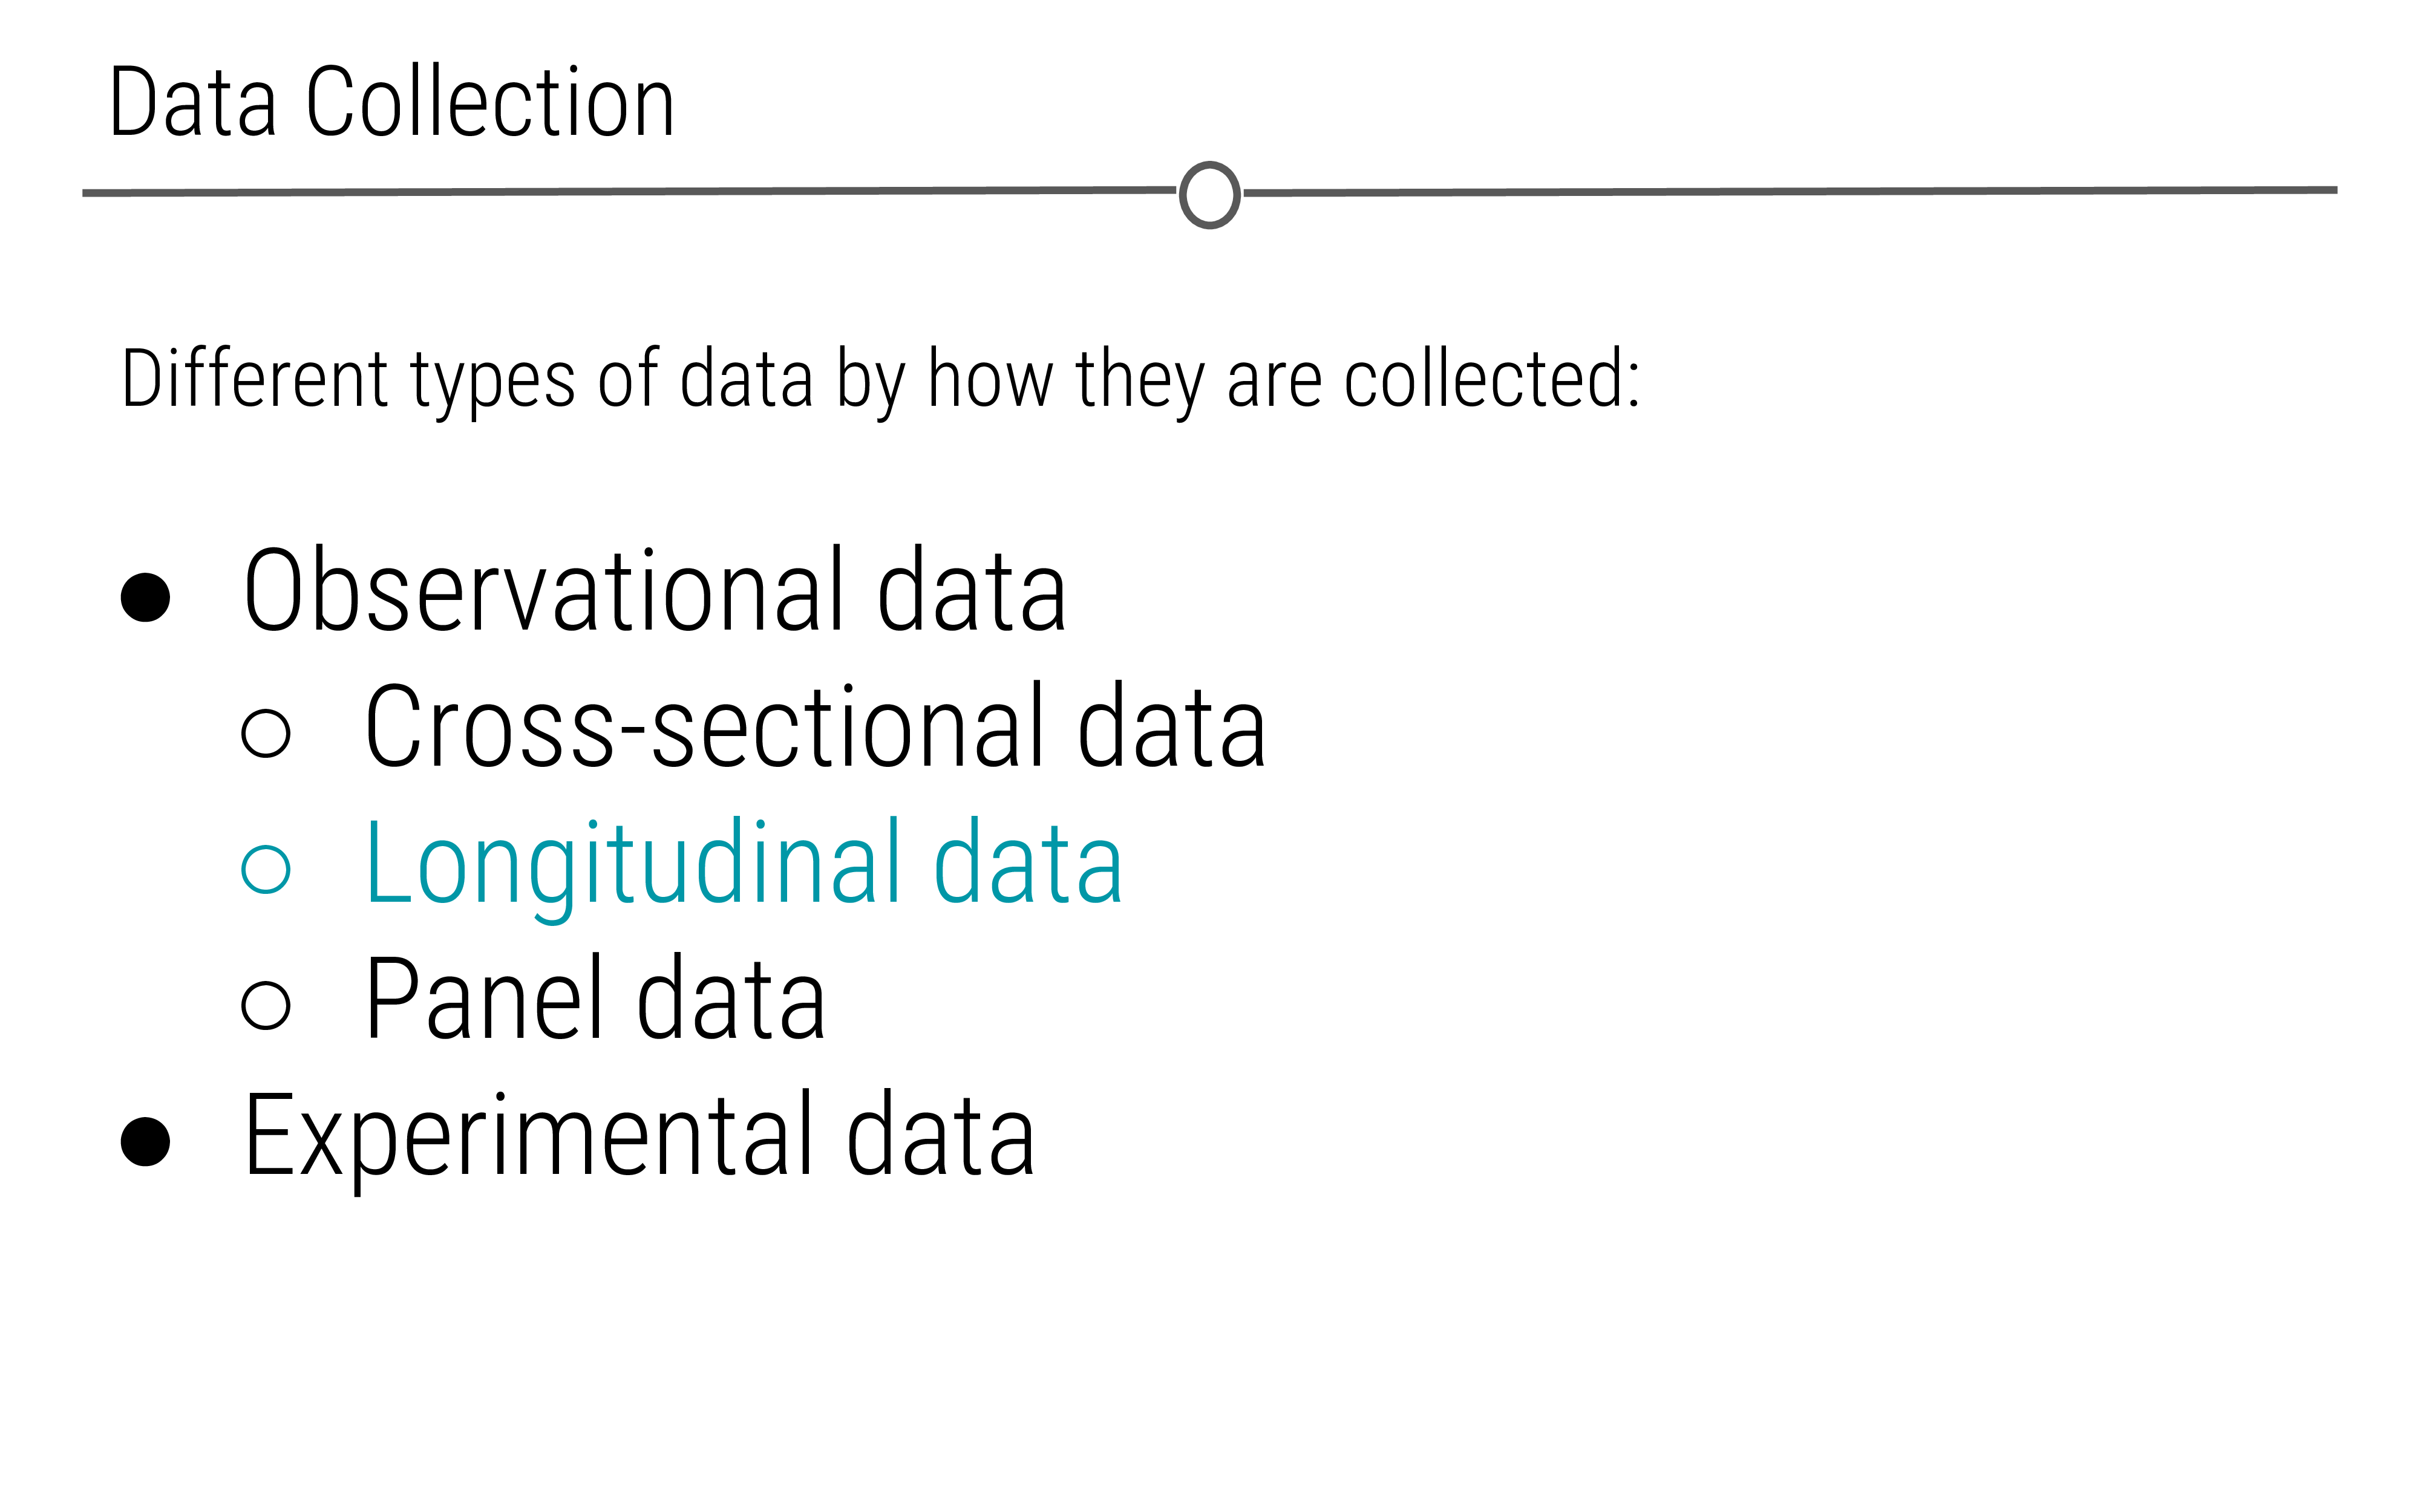 Data Collection
Different types of data by how they are collected:
● Observational data
○ Cross-sectional data
○ Longitudinal data
○ Panel data
● Experimental data